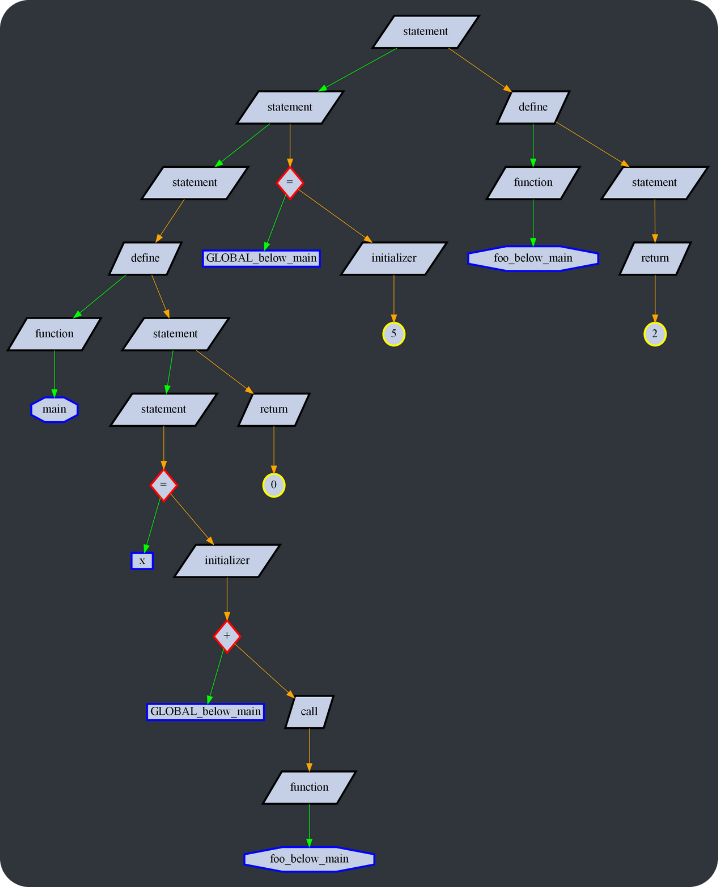 statement
statement
define
statement
=
function
statement
define
GLOBAL_below_main
initializer
foo_below_main
return
function
statement
5
2
main
statement
return
=
0
x
initializer
+
GLOBAL_below_main
call
function
foo_below_main